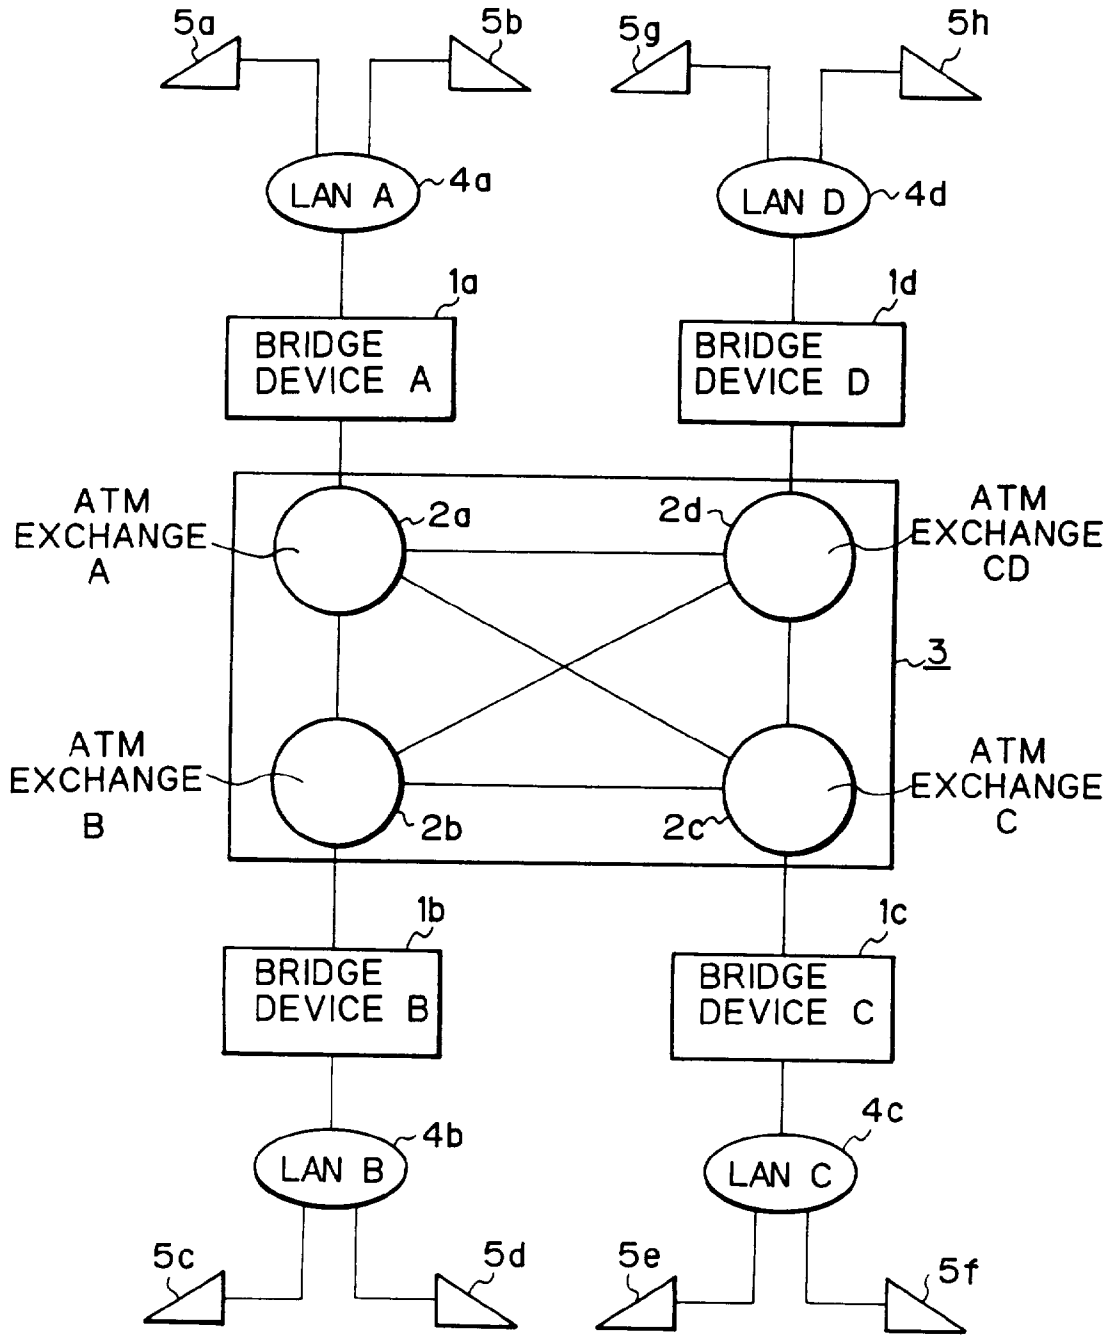 5a
5b
5g
5h
LAN A
4a
LAN D
4d
1a
1d
BRIDGE
DEVICE A
BRIDGE
DEVICE D
ATM
EXCHANGE
A
2a
2d
ATM
EXCHANGE
CD
3
ATM
EXCHANGE
B
2b
2c
ATM
EXCHANGE
C
1b
1c
BRIDGE
DEVICE B
BRIDGE
DEVICE C
4b
4c
LAN B
LAN C
5c
5d
5e
5f